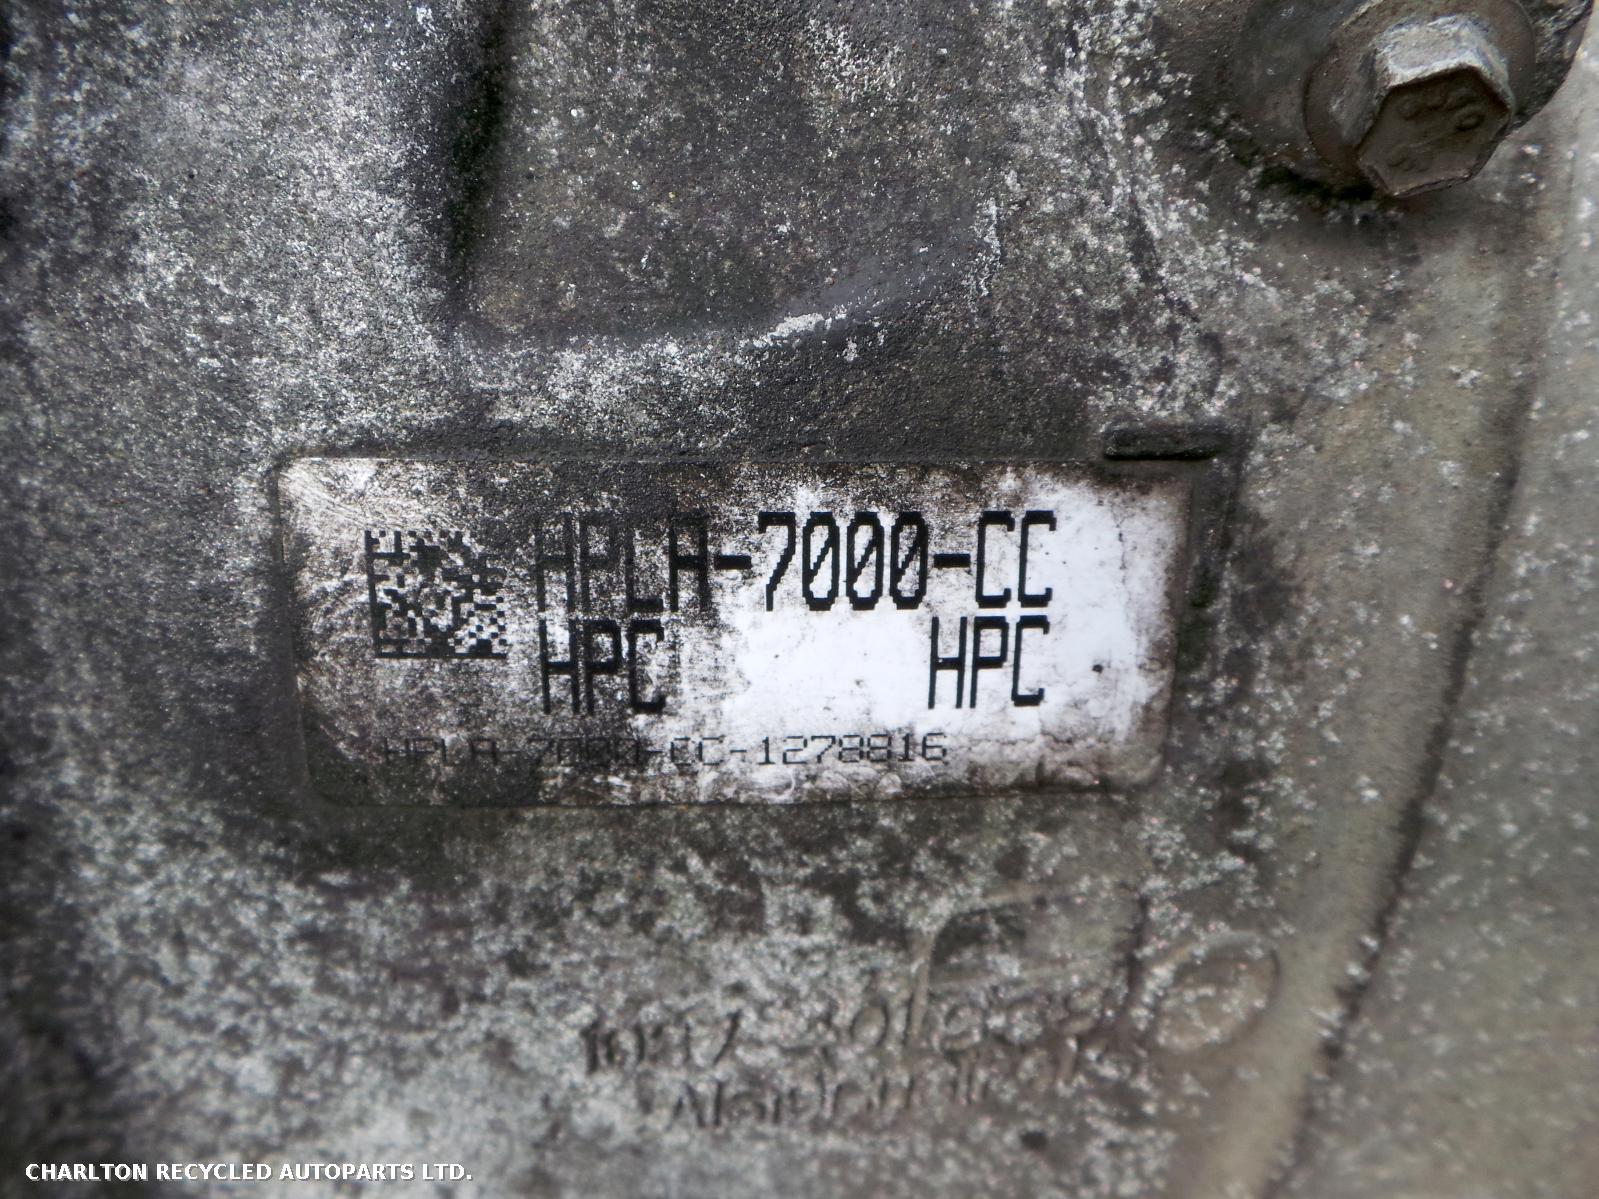 HPLA-7000-CC
HPC HPC
HPLA-7000-CC-1278816
CHARLTON RECYCLED AUTOPARTS LTD.